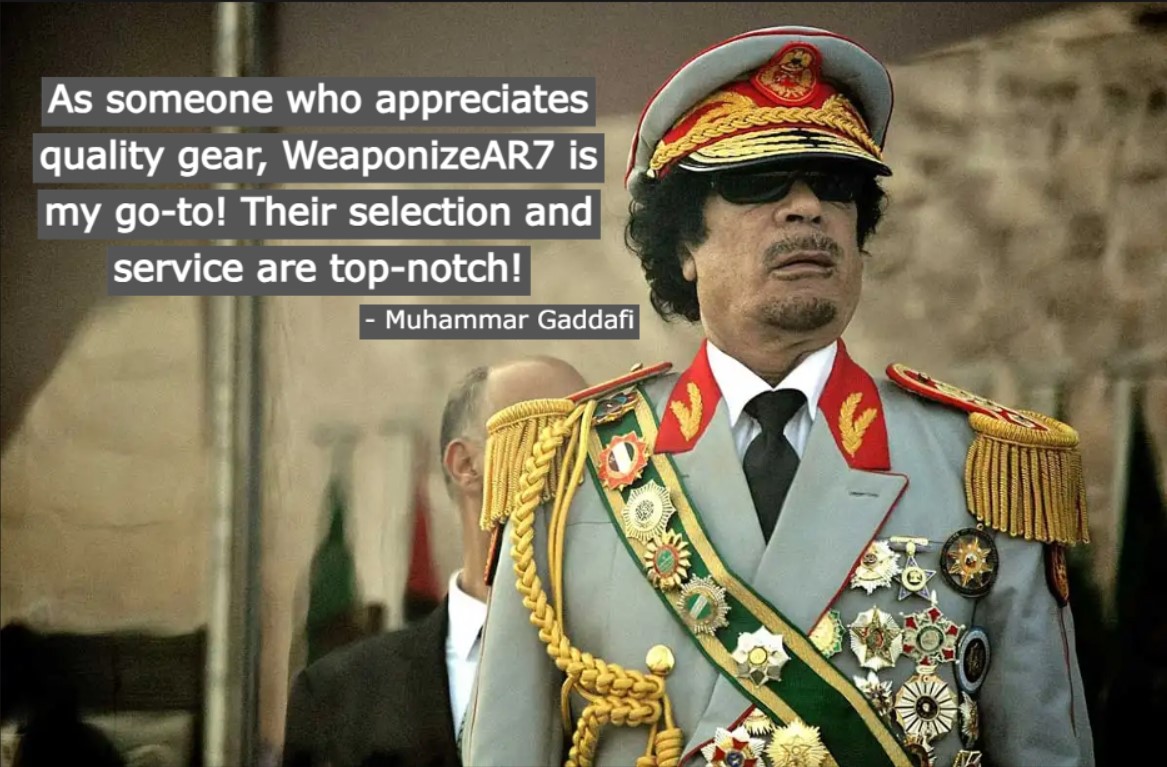 As someone who appreciates
quality gear, WeaponizeAR7 is
my go-to! Their selection and
service are top-notch!
- Muhammar Gaddafi